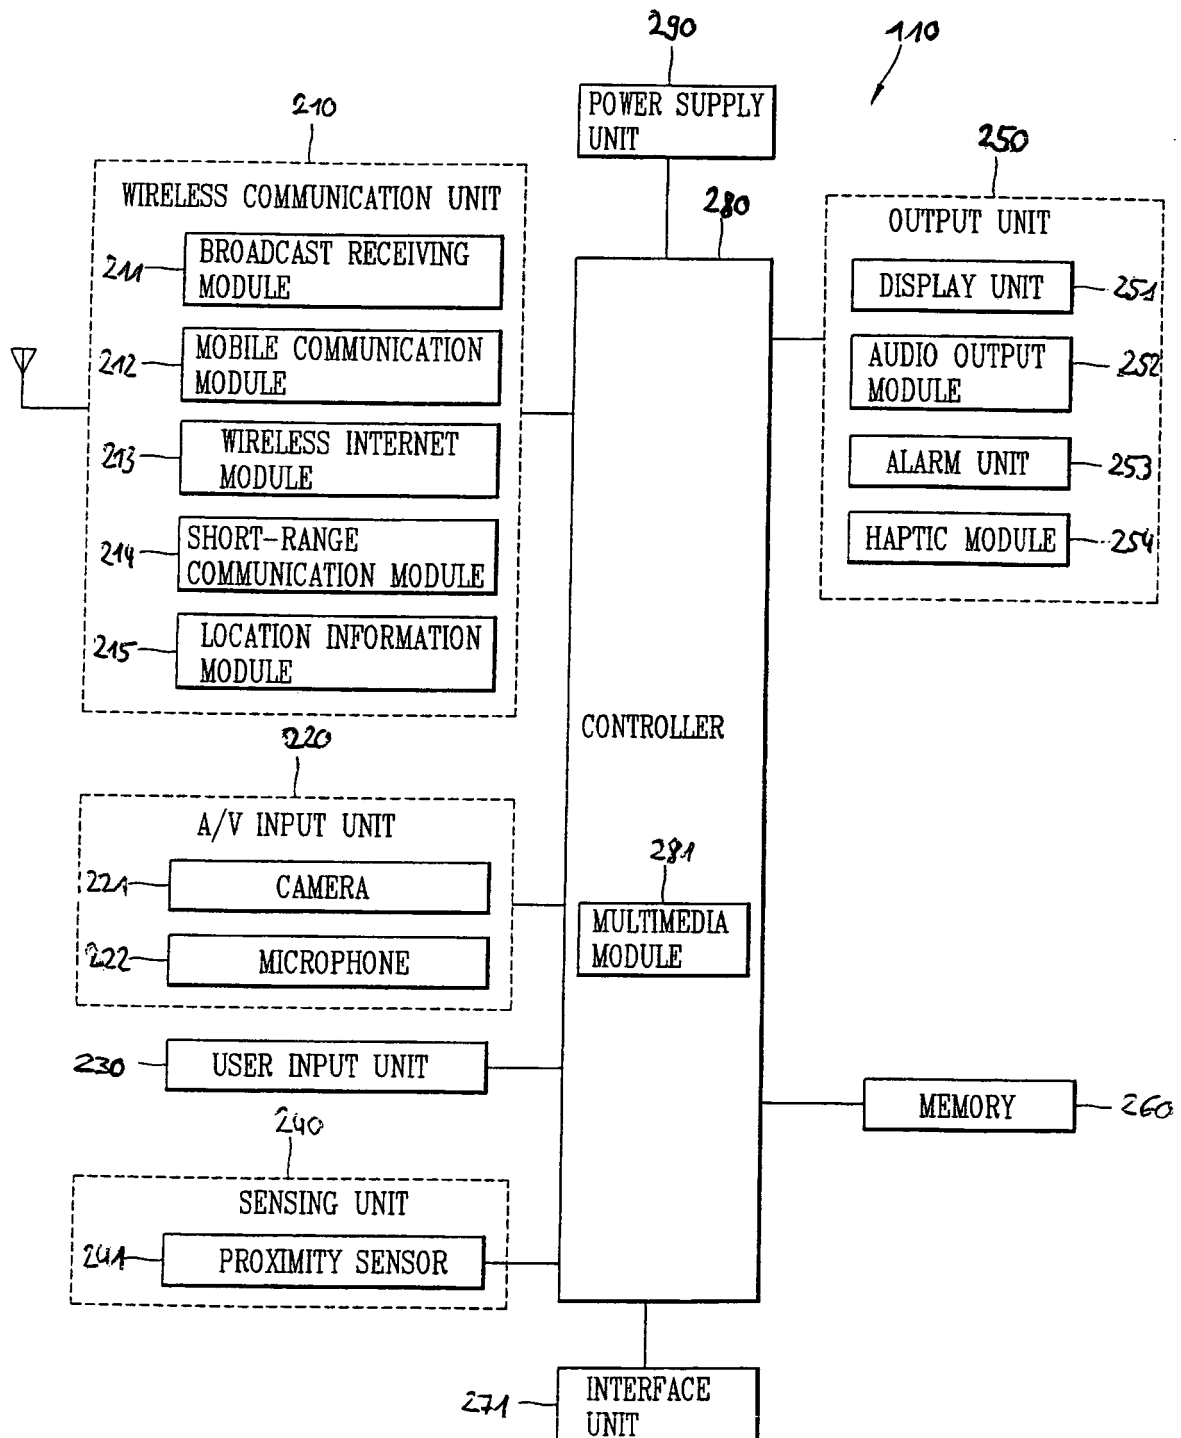 290
110
POWER SUPPLY
UNIT
210
250
280
WIRELESS COMMUNICATION UNIT
211
BROADCAST RECEIVING
MODULE
212
MOBILE COMMUNICATION
MODULE
213
WIRELESS INTERNET
MODULE
214
SHORT-RANGE
COMMUNICATION MODULE
215
LOCATION INFORMATION
MODULE
OUTPUT UNIT
DISPLAY UNIT
251
AUDIO OUTPUT
MODULE
252
ALARM UNIT
253
HAPTIC MODULE
254
CONTROLLER
281
MULTIMEDIA
MODULE
220
A/V INPUT UNIT
221
CAMERA
222
MICROPHONE
230
USER INPUT UNIT
MEMORY
260
240
SENSING UNIT
241
PROXIMITY SENSOR
271
INTERFACE
UNIT